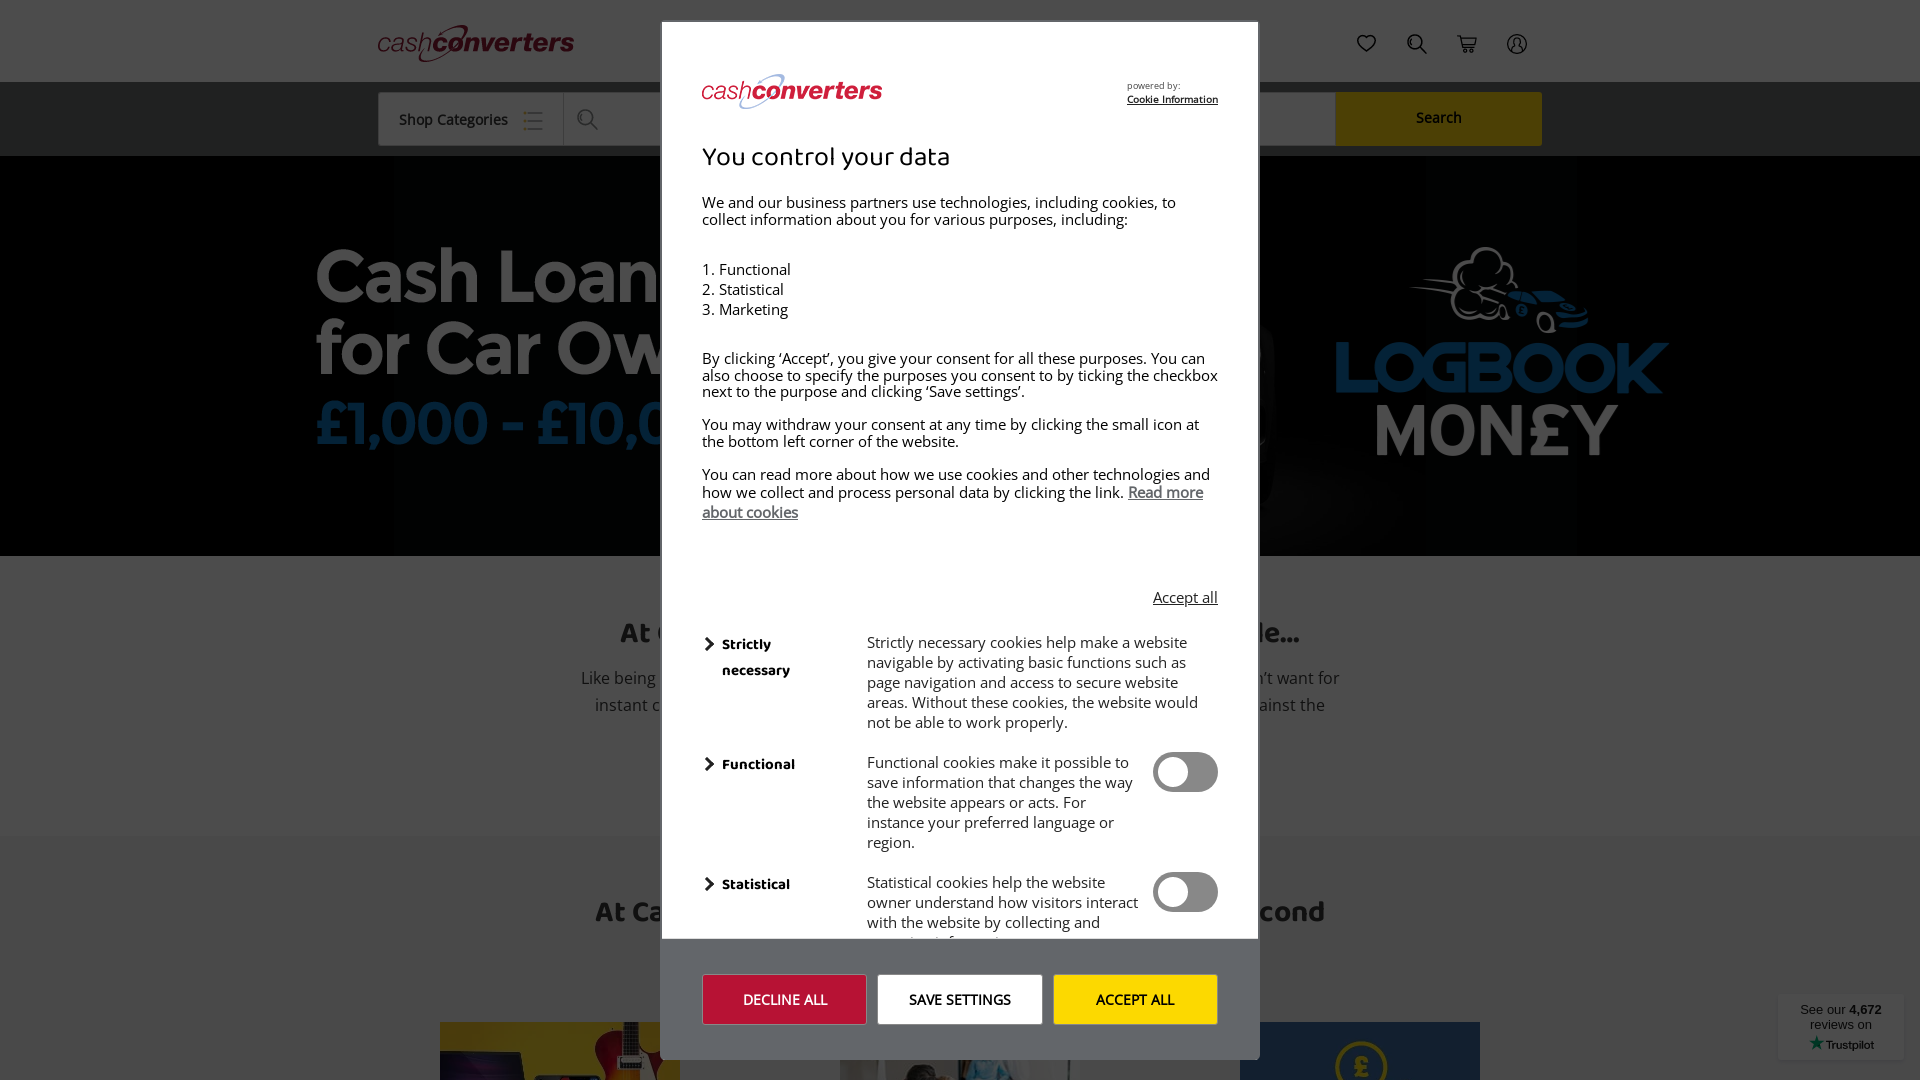 cashconverters
Shop Categories
Search
Cash Loan
for Car Ow
£1,000 - £10,0
LOGBOOK
MON£Y
cashconverters
powered by:
Cookie Information
You control your data
We and our business partners use technologies, including cookies, to
collect information about you for various purposes, including:
1. Functional
2. Statistical
3. Marketing
By clicking ‘Accept’, you give your consent for all these purposes. You can
also choose to specify the purposes you consent to by ticking the checkbox
next to the purpose and clicking ‘Save settings’.
You may withdraw your consent at any time by clicking the small icon at
the bottom left corner of the website.
You can read more about how we use cookies and other technologies and
how we collect and process personal data by clicking the link. Read more
about cookies
Accept all
Strictly
necessary
Strictly necessary cookies help make a website
navigable by activating basic functions such as
page navigation and access to secure website
areas. Without these cookies, the website would
not be able to work properly.
Functional
Functional cookies make it possible to
save information that changes the way
the website appears or acts. For
instance your preferred language or
region.
Statistical
Statistical cookies help the website
owner understand how visitors interact
with the website by collecting and
DECLINE ALL
SAVE SETTINGS
ACCEPT ALL
At
Like being
n’t want for
instant c
ainst the
At Ca
cond
See our 4,672
reviews on
Trustpilot